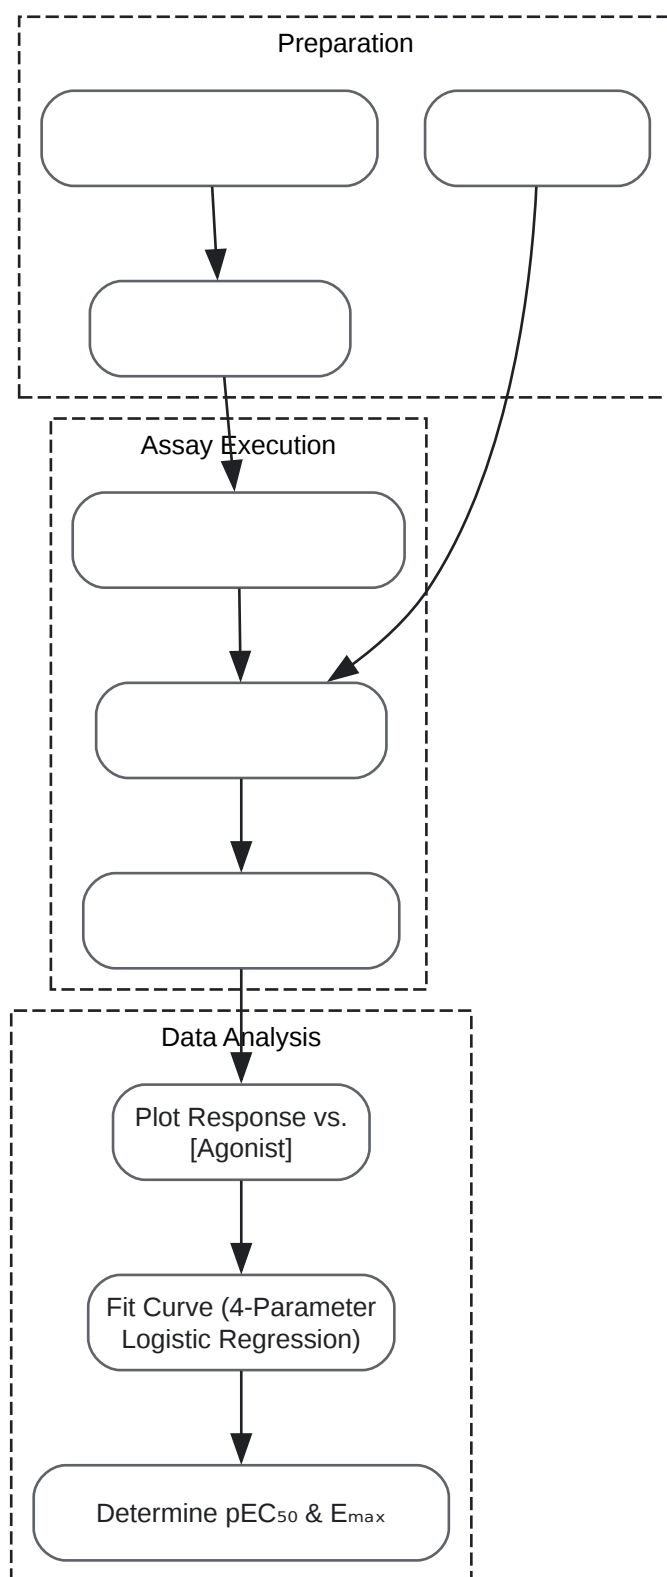 Preparation
Assay Execution
Data Analysis
Plot Response vs.
[Agonist]
Fit Curve (4-Parameter
Logistic Regression)
Determine pEC₅₀ & Eₘₐₓ